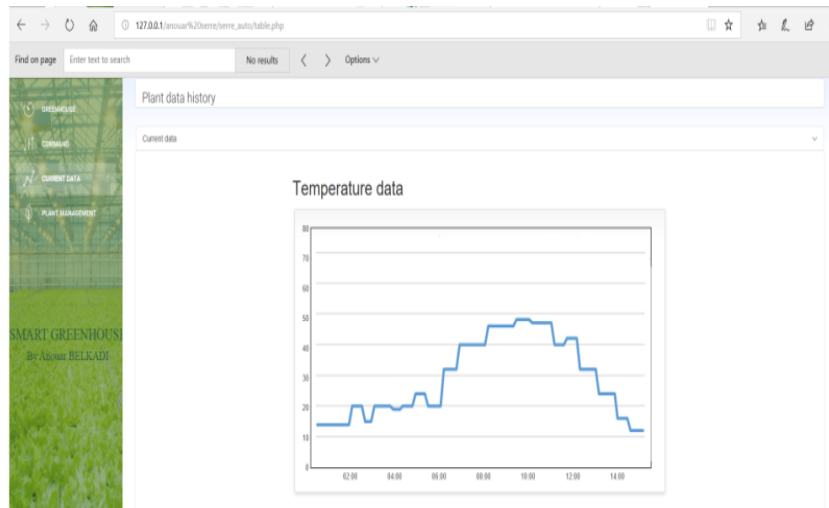 127.0.0.1/anouar%20serre/serre_auto/table.php
Find on page Enter text to search No results Options
GREENHOUSE
COMMAND
CURRENT DATA
PLANT MANAGEMENT
SMART GREENHOUSE
By Anouar BELKADI
Plant data history
Current data
Temperature data
80
70
60
50
40
30
20
10
0
02:00 04:00 06:00 08:00 10:00 12:00 14:00